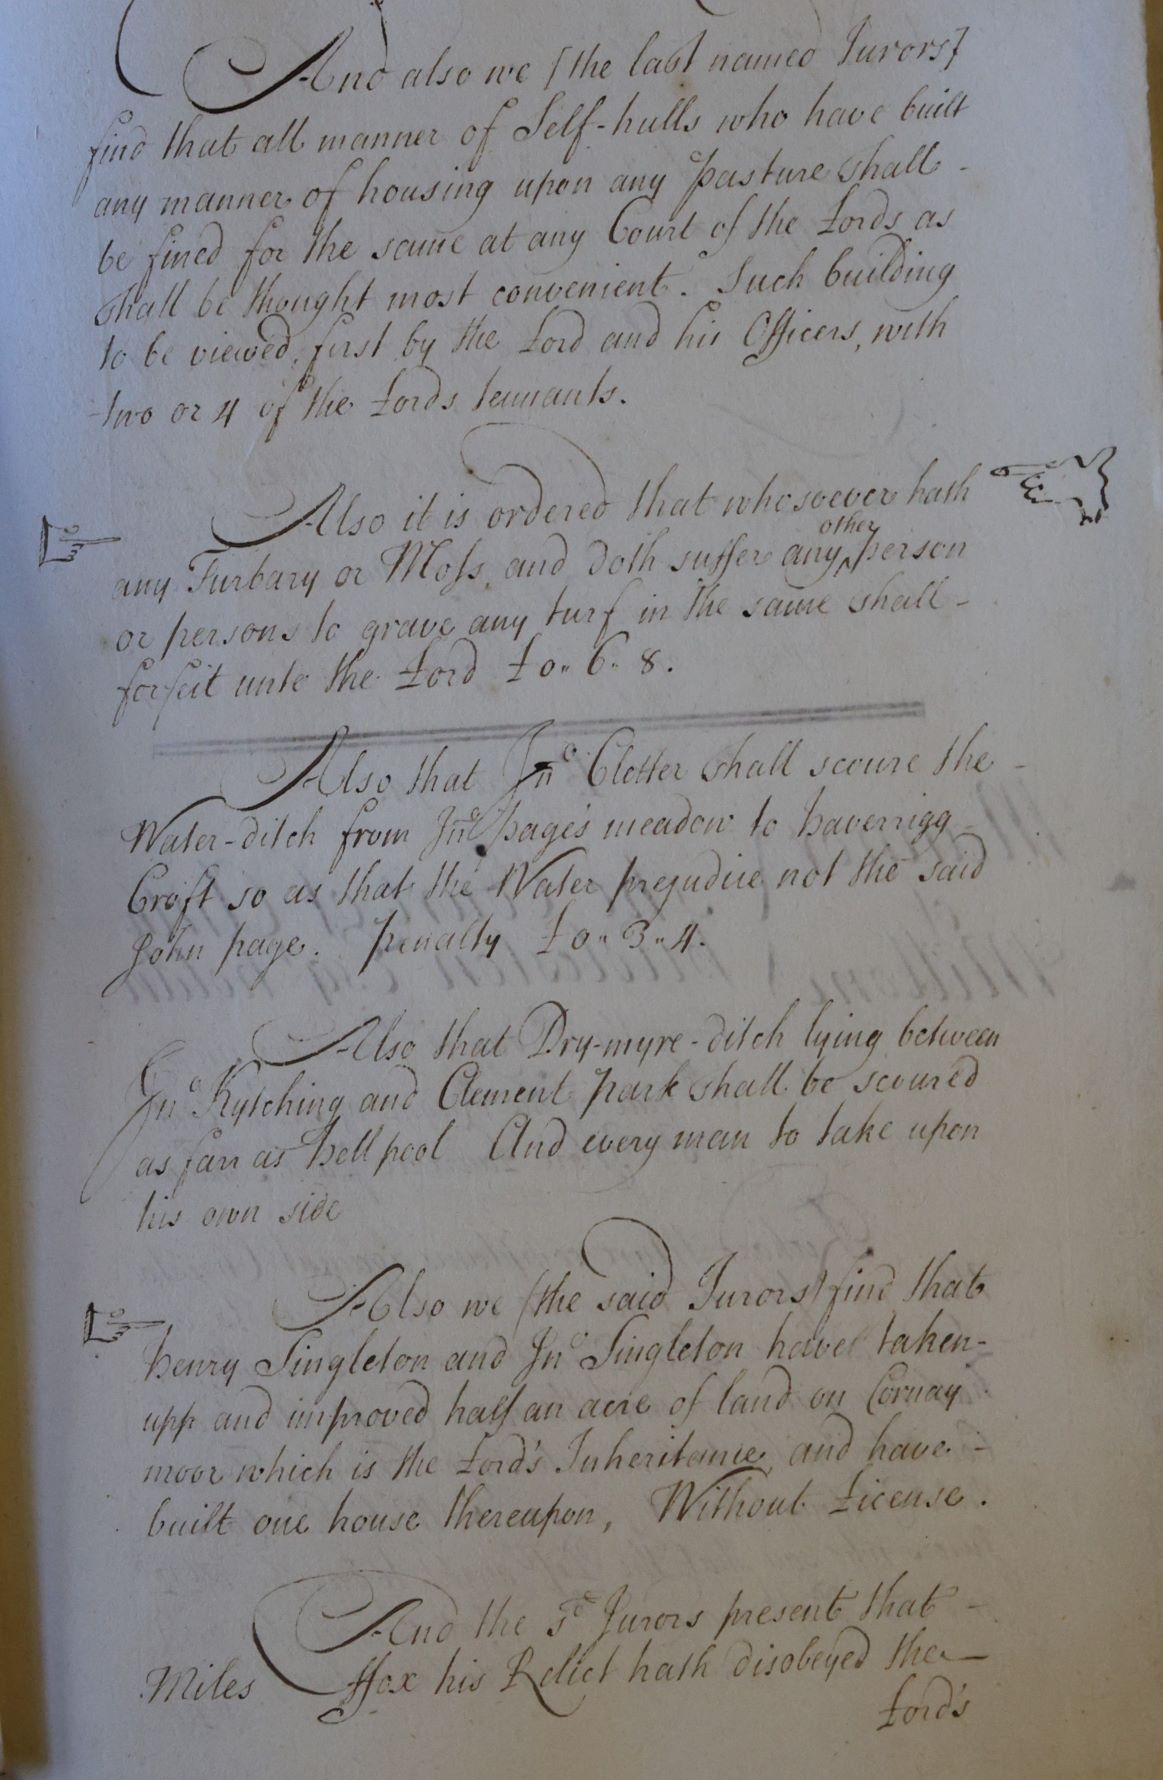 And also we [the last named Jurors]
find that all manner of Self-hulls who have built
any manner of housing upon any pasture shall -
be fined for the same at any Court of the Lords as
shall be thought most convenient. Such building
to be viewed, first by the Lord and his Officers, with
two or 4 of the Lords tennants.
Also it is ordered that whosoever hath
any Turbary or Moss, and doth suffer any ^other person
or persons to grave any turf in the same shall -
forfeit unto the Lord £0,, 6,, 8.
Also that Jno Cletter shall scoure the -
Water-ditch from Jno page's meadow to haverrigg -
Croft so as that the Water prejudice not the said
John page. penalty £0,, 3,, 4.
Also that Dry-myre-ditch lying between
Jno Kytching and Clement park shall be scoured
as farr as hellpool And every man to take upon
his own side
Also we (the said Jurors) find that
henry Singleton and Jno Singleton have taken-
upp and improved half an acre of land on Cornay
moor which is the Lord's Inheritance, and have -
built one house thereupon, Without License.
And the sd Jurors present that -
Miles ffox his Relict hath disobeyed the -
Lord's